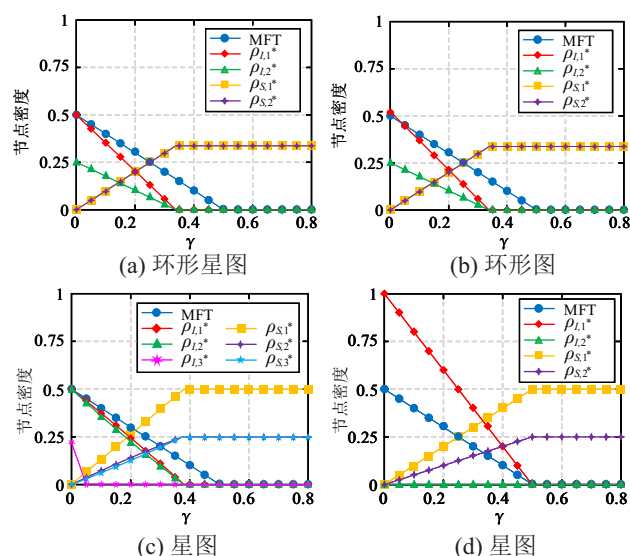 1
0.75
0.5
0.25
0
节点密度
MFT
ρI,1*
ρI,2*
ρS,1*
ρS,2*
0 0.2 0.4 0.6 0.8
γ
(a) 环形星图
1
0.75
0.5
0.25
0
节点密度
MFT
ρI,1*
ρI,2*
ρS,1*
ρS,2*
0 0.2 0.4 0.6 0.8
γ
(b) 环形图
1
0.75
0.5
0.25
0
节点密度
MFT
ρI,1* ρS,1*
ρI,2* ρS,2*
ρI,3* ρS,3*
0 0.2 0.4 0.6 0.8
γ
(c) 星图
1
0.75
0.5
0.25
0
节点密度
MFT
ρI,1*
ρI,2*
ρS,1*
ρS,2*
0 0.2 0.4 0.6 0.8
γ
(d) 星图